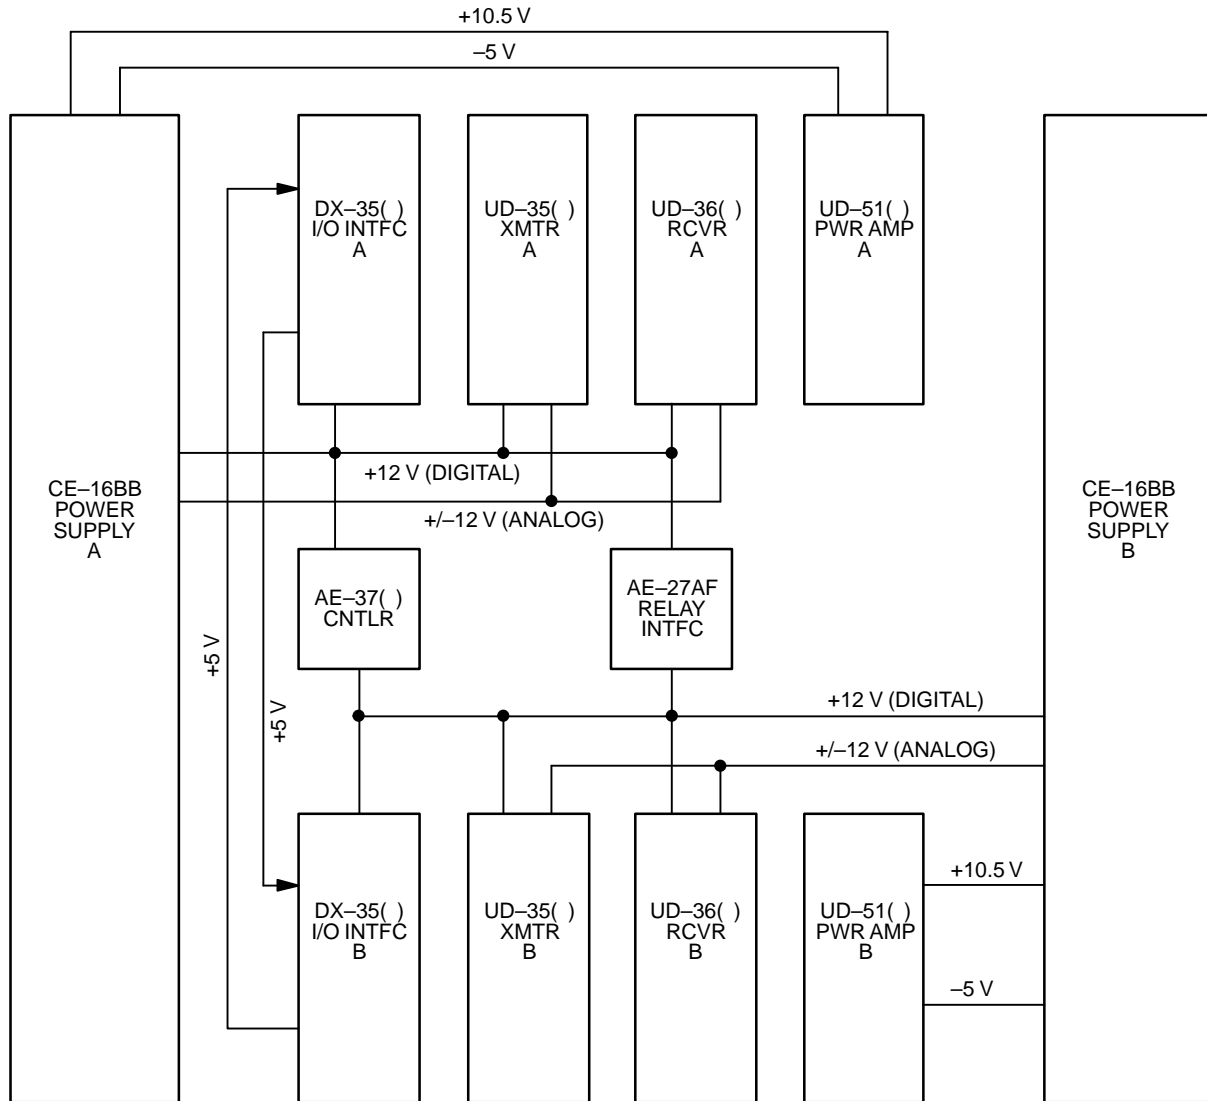 +10.5 V
–5 V
DX–35( )
I/O INTFC
A
UD–35( )
XMTR
A
UD–36( )
RCVR
A
UD–51( )
PWR AMP
A
+12 V (DIGITAL)
+/–12 V (ANALOG)
CE–16BB
POWER
SUPPLY
A
CE–16BB
POWER
SUPPLY
B
AE–37( )
CNTLR
AE–27AF
RELAY
INTFC
+5 V
+5 V
+12 V (DIGITAL)
+/–12 V (ANALOG)
DX–35( )
I/O INTFC
B
UD–35( )
XMTR
B
UD–36( )
RCVR
B
UD–51( )
PWR AMP
B
+10.5 V
–5 V